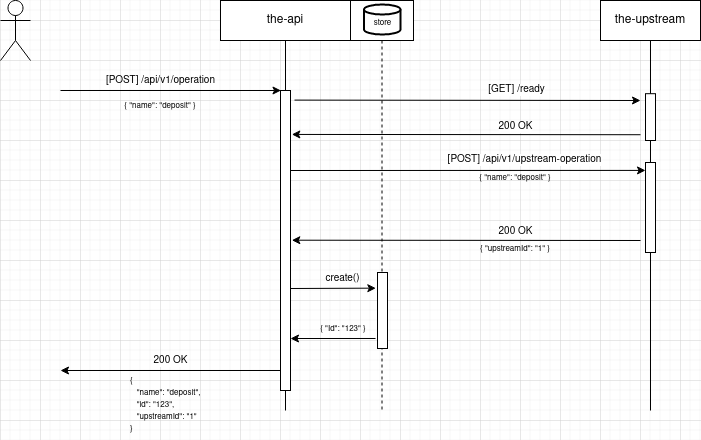 the-api
store
the-upstream
[POST] /api/v1/operation
{ "name": "deposit" }
[GET] /ready
200 OK
[POST] /api/v1/upstream-operation
{ "name": "deposit" }
200 OK
{ "upstreamId": "1" }
create()
{ "id": "123" }
200 OK
{
"name": "deposit",
"id": "123",
"upstreamId": "1"
}